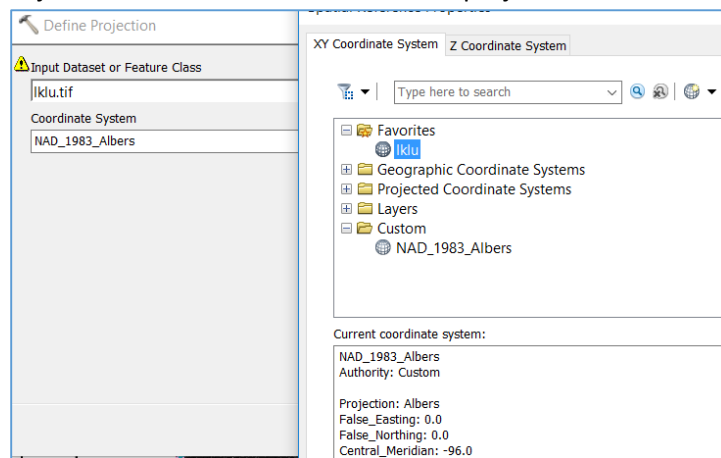 Define Projection
Input Dataset or Feature Class
lklu.tif
Coordinate System
NAD_1983_Albers
XY Coordinate System
Z Coordinate System
Type here to search
Favorites
lklu
Geographic Coordinate Systems
Projected Coordinate Systems
Layers
Custom
NAD_1983_Albers
Current coordinate system:
NAD_1983_Albers
Authority: Custom
Projection: Albers
False_Easting: 0.0
False_Northing: 0.0
Central_Meridian: -96.0